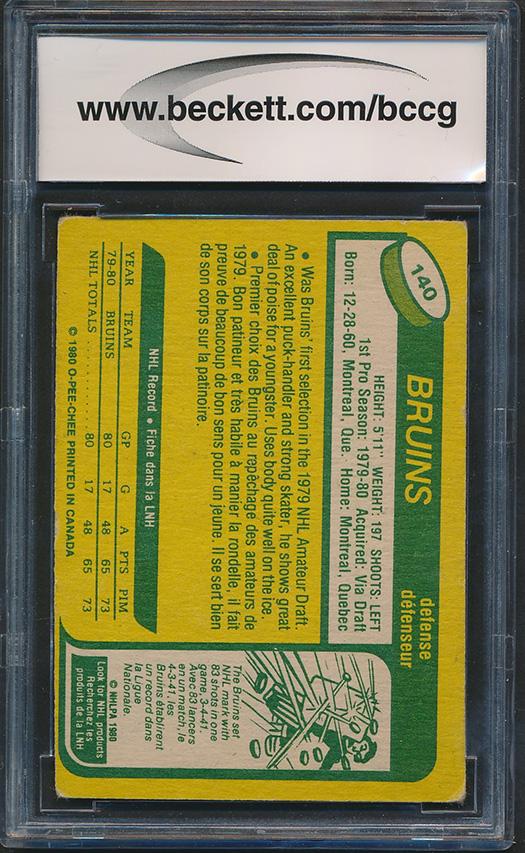 www.beckett.com/bccg
140
BRUINS
défense
défenseur
HEIGHT: 5'11" WEIGHT: 197 SHOOTS: LEFT
1st Pro Season: 1979-80 Acquired: Via Draft
Born: 12-28-60, Montreal, Que. Home: Montreal, Quebec
• Was Bruins' first selection in the 1979 NHL Amateur Draft.
An excellent puck-handler and strong skater, he shows great
deal of poise for a youngster. Uses body quite well on the ice.
• Premier choix des Bruins au repêchage des amateurs de
1979. Bon patineur et très habile à manier la rondelle, il fait
preuve de beaucoup de bon sens pour un jeune. Il se sert bien
de son corps sur la patinoire.
NHL Record • Fiche dans la LNH
YEAR TEAM GP G A PTS PIM
79-80 BRUINS 80 17 48 65 73
NHL TOTALS .......... 80 17 48 65 73
© 1980 O-PEE-CHEE PRINTED IN CANADA
The Bruins set
NHL mark with
83 shots in one
game, 3-4-41.
Avec 83 lancers
en un match, le
4-3-41, les
Bruins établirent
un record dans
la Ligue
Nationale.
© NHLPA 1980
Look for NHL products
Recherchez les
produits de la LNH